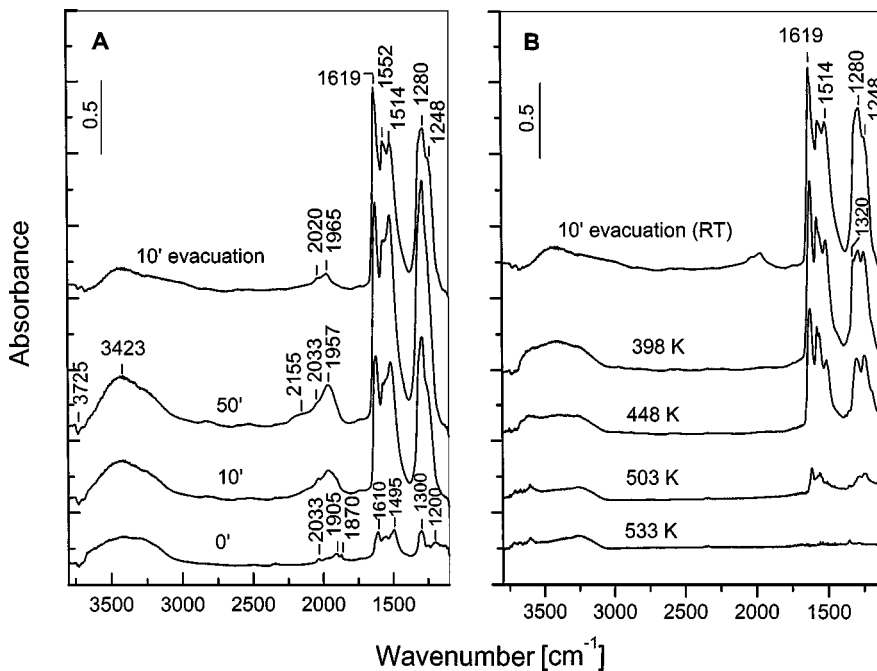 A
0.5
1619
1552
1514
1280
1248
2020
1965
10' evacuation
3423
3725
2155
2033
1957
50'
10'
2033
1905
1870
1610
1495
1300
1200
0'
3500 3000 2500 2000 1500
B
0.5
1619
1514
1280
1248
1320
10' evacuation (RT)
398 K
448 K
503 K
533 K
3500 3000 2500 2000 1500
Absorbance
Wavenumber [cm⁻¹]